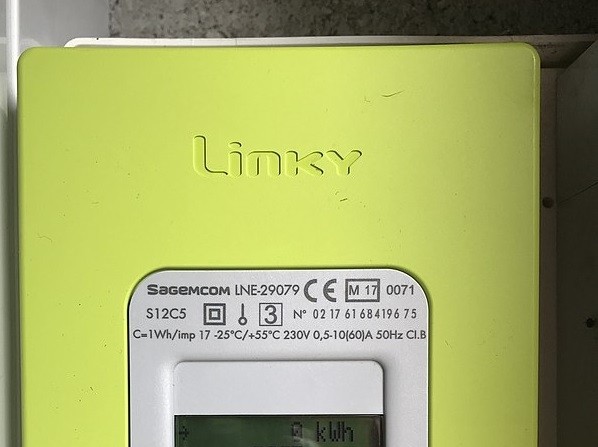 Linky
SAGEMCOM LNE-29079 CE M 17 0071
S12C5 3 N° 02 17 61 684196 75
C=1Wh/imp 17 -25°C/+55°C 230V 0,5-10(60)A 50Hz Cl.B
0 kWh